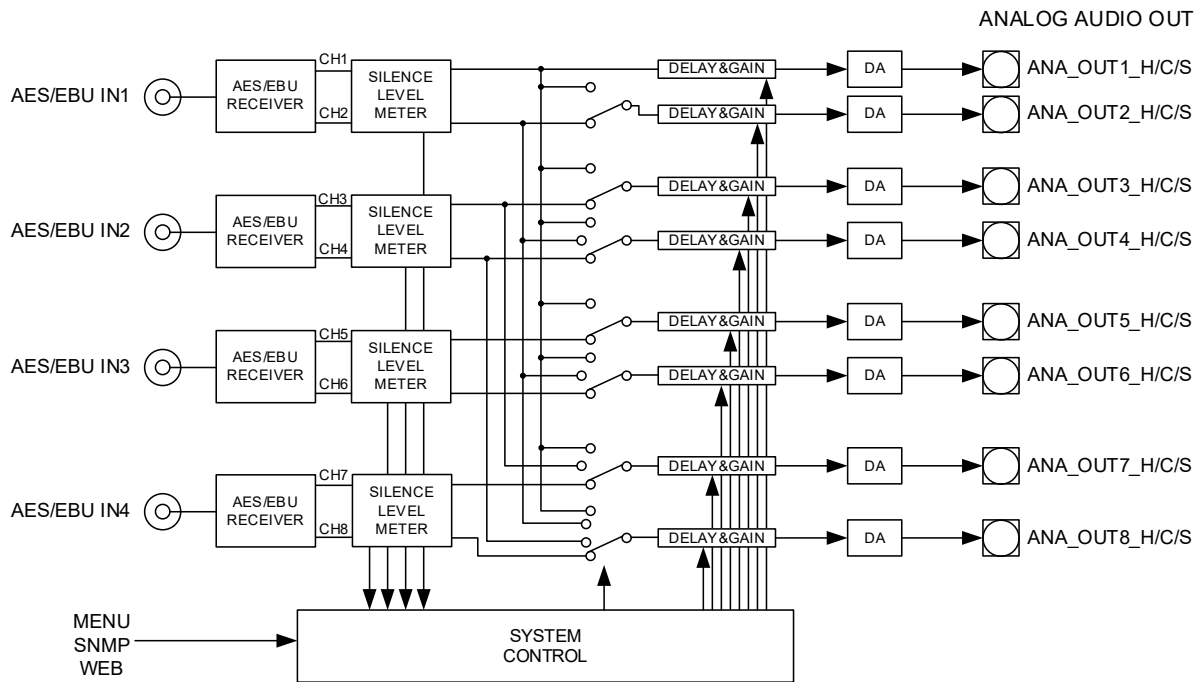 ANALOG AUDIO OUT
AES/EBU IN1
AES/EBU
RECEIVER
CH1
CH2
SILENCE
LEVEL
METER
DELAY&GAIN
DA
ANA_OUT1_H/C/S
DELAY&GAIN
DA
ANA_OUT2_H/C/S
AES/EBU IN2
AES/EBU
RECEIVER
CH3
CH4
SILENCE
LEVEL
METER
DELAY&GAIN
DA
ANA_OUT3_H/C/S
DELAY&GAIN
DA
ANA_OUT4_H/C/S
AES/EBU IN3
AES/EBU
RECEIVER
CH5
CH6
SILENCE
LEVEL
METER
DELAY&GAIN
DA
ANA_OUT5_H/C/S
DELAY&GAIN
DA
ANA_OUT6_H/C/S
AES/EBU IN4
AES/EBU
RECEIVER
CH7
CH8
SILENCE
LEVEL
METER
DELAY&GAIN
DA
ANA_OUT7_H/C/S
DELAY&GAIN
DA
ANA_OUT8_H/C/S
MENU
SNMP
WEB
SYSTEM
CONTROL